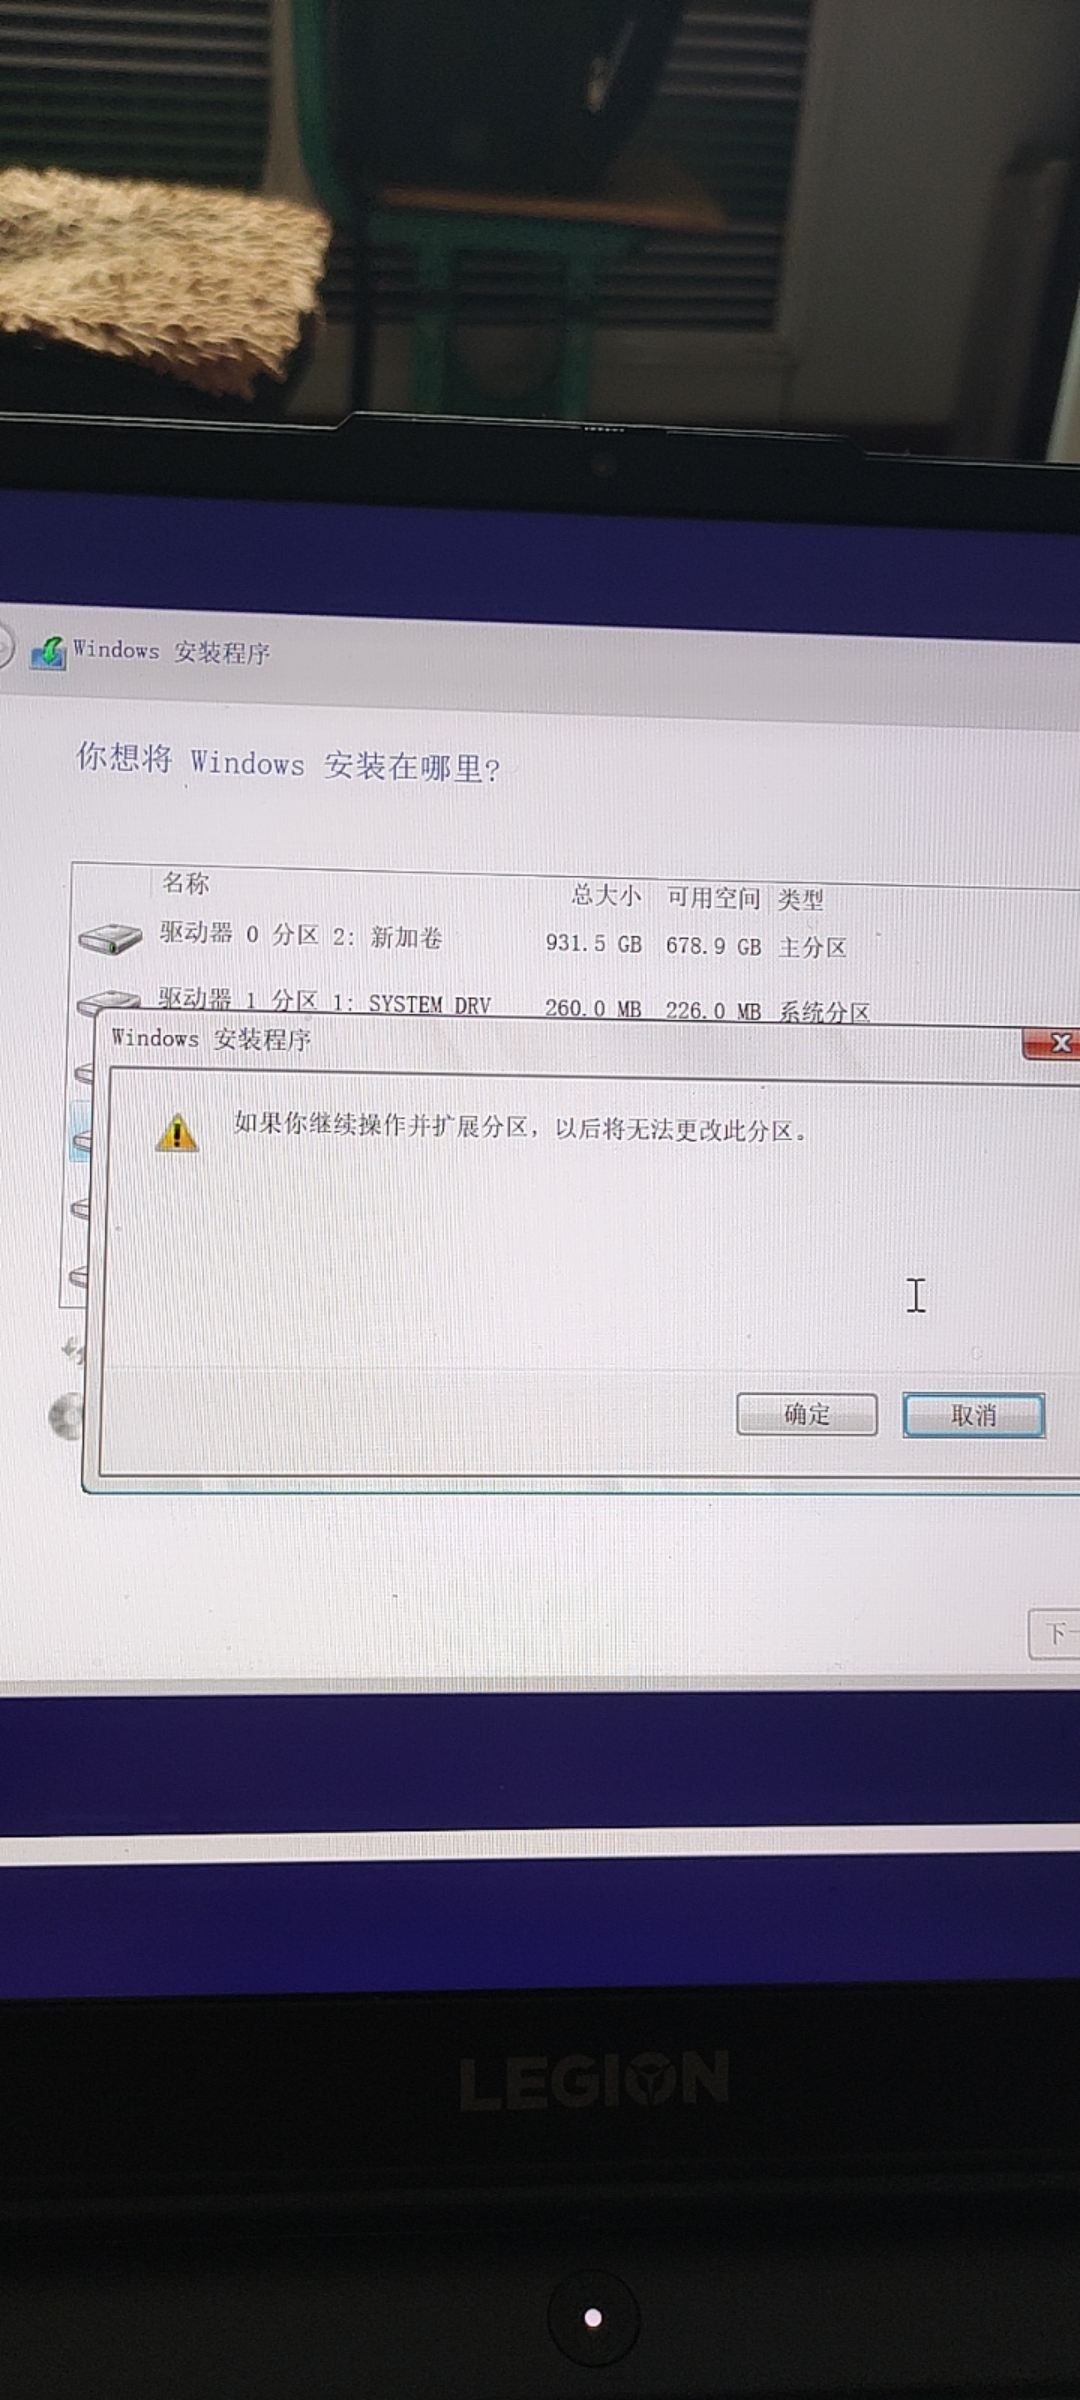 Windows 安装程序
你想将 Windows 安装在哪里?
名称 总大小 可用空间 类型
驱动器 0 分区 2: 新加卷 931.5 GB 678.9 GB 主分区
驱动器 1 分区 1: SYSTEM DRV 260.0 MB 226.0 MB 系统分区
Windows 安装程序
如果你继续操作并扩展分区，以后将无法更改此分区。
确定 取消
下一
LEGION